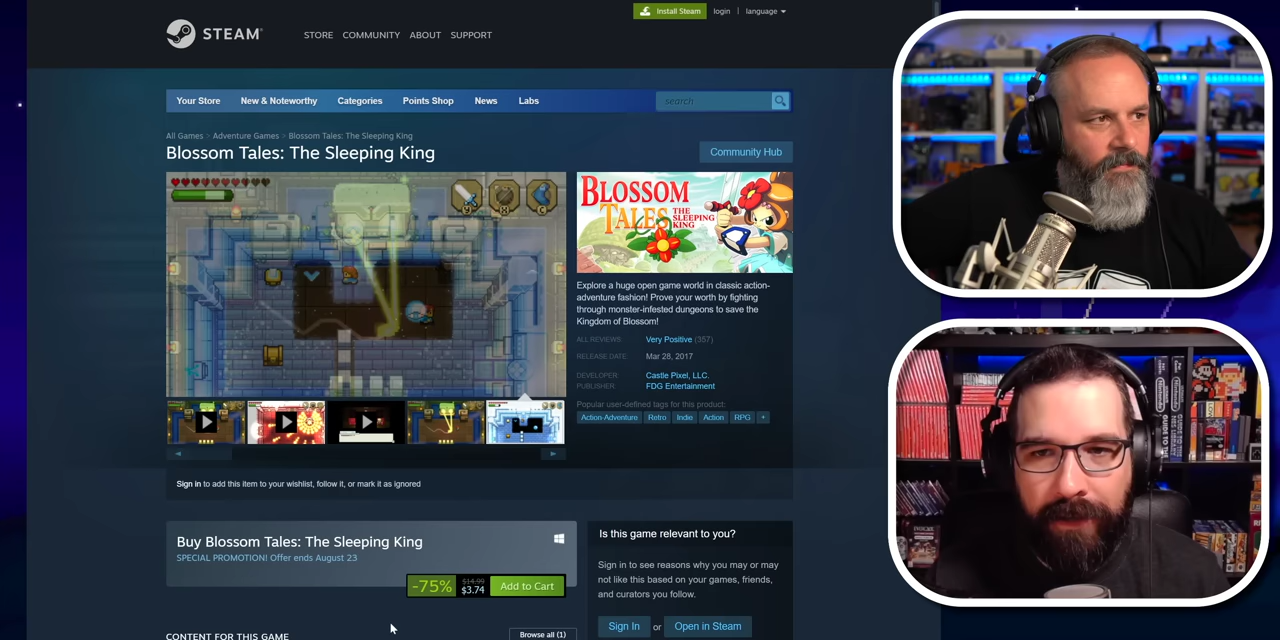 Install Steam
login | language
STEAM
STORE COMMUNITY ABOUT SUPPORT
Your Store New & Noteworthy Categories Points Shop News Labs
search
All Games > Adventure Games > Blossom Tales: The Sleeping King
Blossom Tales: The Sleeping King
Community Hub
BLOSSOM
TALES
THE
SLEEPING
KING
Explore a huge open game world in classic action-
adventure fashion! Prove your worth by fighting
through monster-infested dungeons to save the
Kingdom of Blossom!
ALL REVIEWS: Very Positive (357)
RELEASE DATE: Mar 28, 2017
DEVELOPER: Castle Pixel, LLC.
PUBLISHER: FDG Entertainment
Popular user-defined tags for this product:
Action-Adventure Retro Indie Action RPG +
Sign in to add this item to your wishlist, follow it, or mark it as ignored
Buy Blossom Tales: The Sleeping King
SPECIAL PROMOTION! Offer ends August 23
-75% $14.99 $3.74 Add to Cart
Is this game relevant to you?
Sign in to see reasons why you may or may
not like this based on your games, friends,
and curators you follow.
Sign In or Open in Steam
CONTENT FOR THIS GAME Browse all (1)